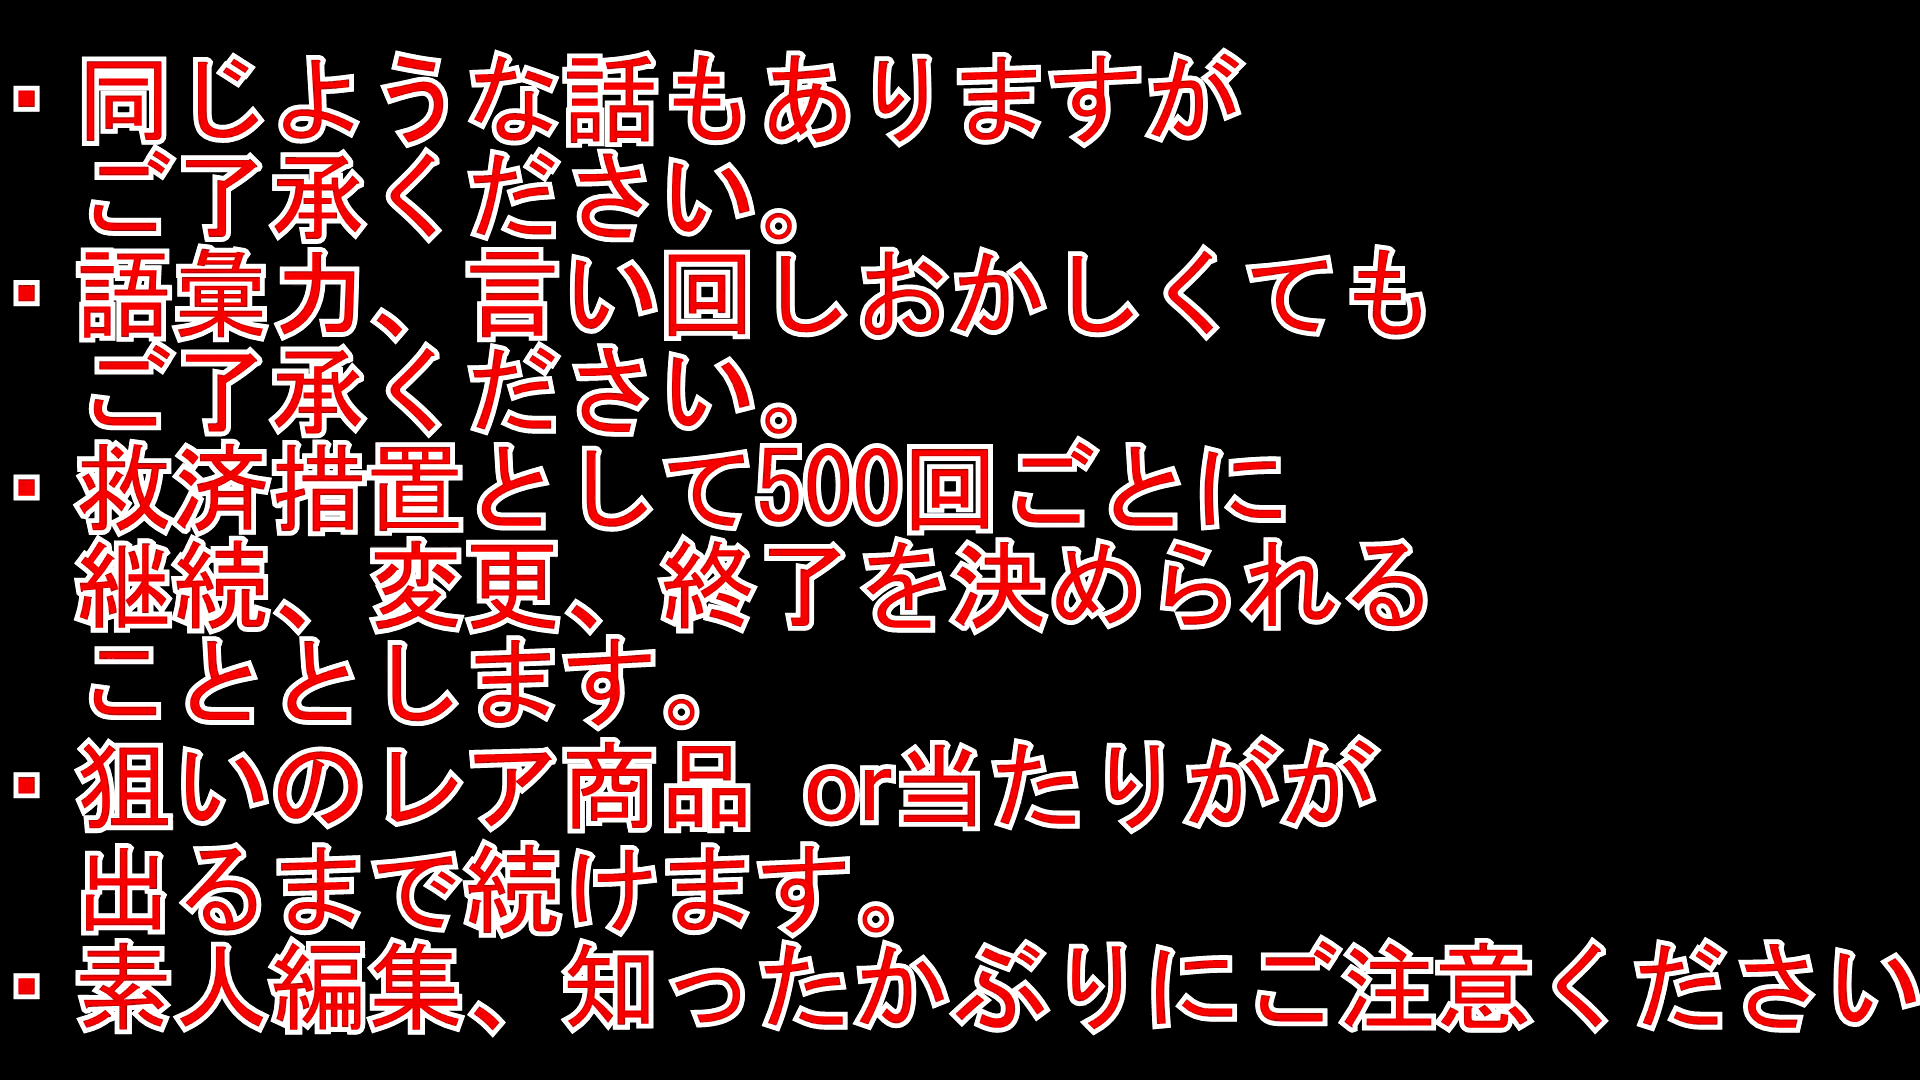 ・同じような話もありますが
ご了承ください。
・語彙力、言い回しおかしくても
ご了承ください。
・救済措置として500回ごとに
継続、変更、終了を決められる
こととします。
・狙いのレア商品 or当たりがが
出るまで続けます。
・素人編集、知ったかぶりにご注意ください